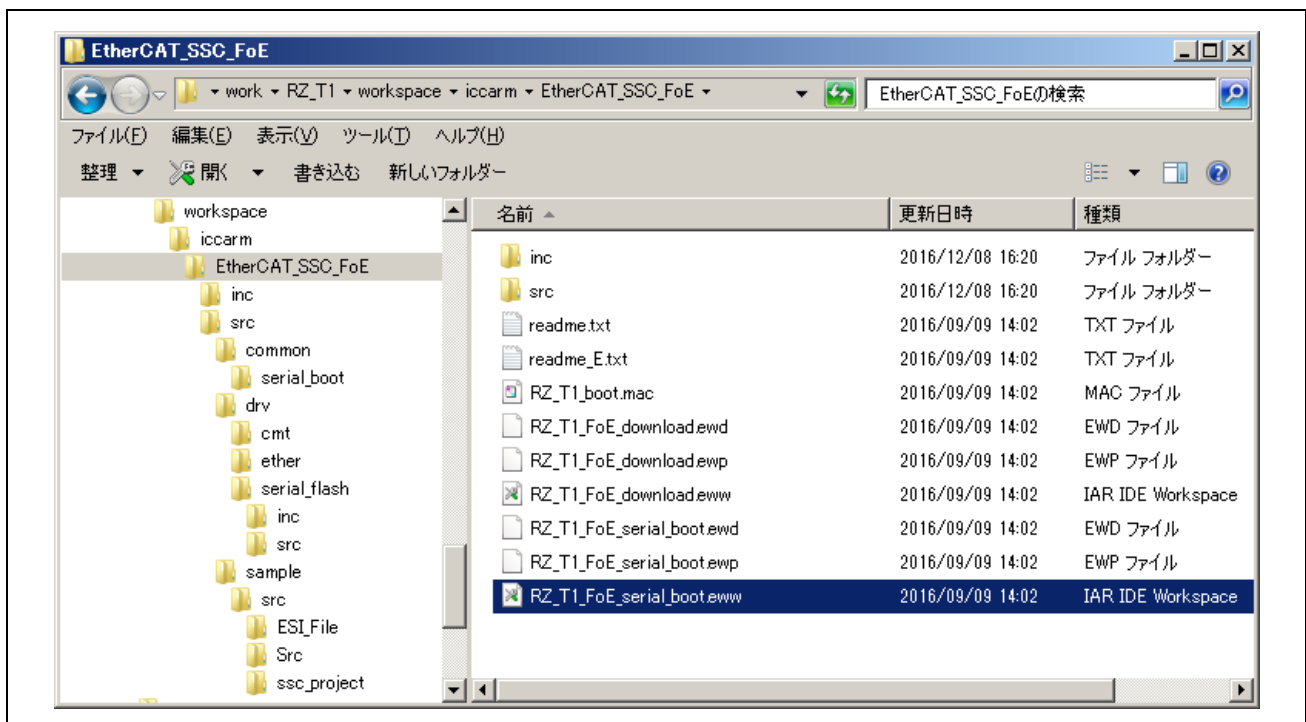 EtherCAT_SSC_FoE
work RZ_T1 workspace iccarm EtherCAT_SSC_FoE EtherCAT_SSC_FoEの検索
ファイル(F) 編集(E) 表示(V) ツール(T) ヘルプ(H)
整理 開く 書き込む 新しいフォルダー
workspace
iccarm
EtherCAT_SSC_FoE
inc
src
common
serial_boot
drv
cmt
ether
serial_flash
inc
src
sample
src
ESI_File
Src
ssc_project
名前 更新日時 種類
inc 2016/12/08 16:20 ファイル フォルダー
src 2016/12/08 16:20 ファイル フォルダー
readme.txt 2016/09/09 14:02 TXT ファイル
readme_E.txt 2016/09/09 14:02 TXT ファイル
RZ_T1_boot.mac 2016/09/09 14:02 MAC ファイル
RZ_T1_FoE_download.ewd 2016/09/09 14:02 EWD ファイル
RZ_T1_FoE_download.ewp 2016/09/09 14:02 EWP ファイル
RZ_T1_FoE_download.eww 2016/09/09 14:02 IAR IDE Workspace
RZ_T1_FoE_serial_boot.ewd 2016/09/09 14:02 EWD ファイル
RZ_T1_FoE_serial_boot.ewp 2016/09/09 14:02 EWP ファイル
RZ_T1_FoE_serial_boot.eww 2016/09/09 14:02 IAR IDE Workspace